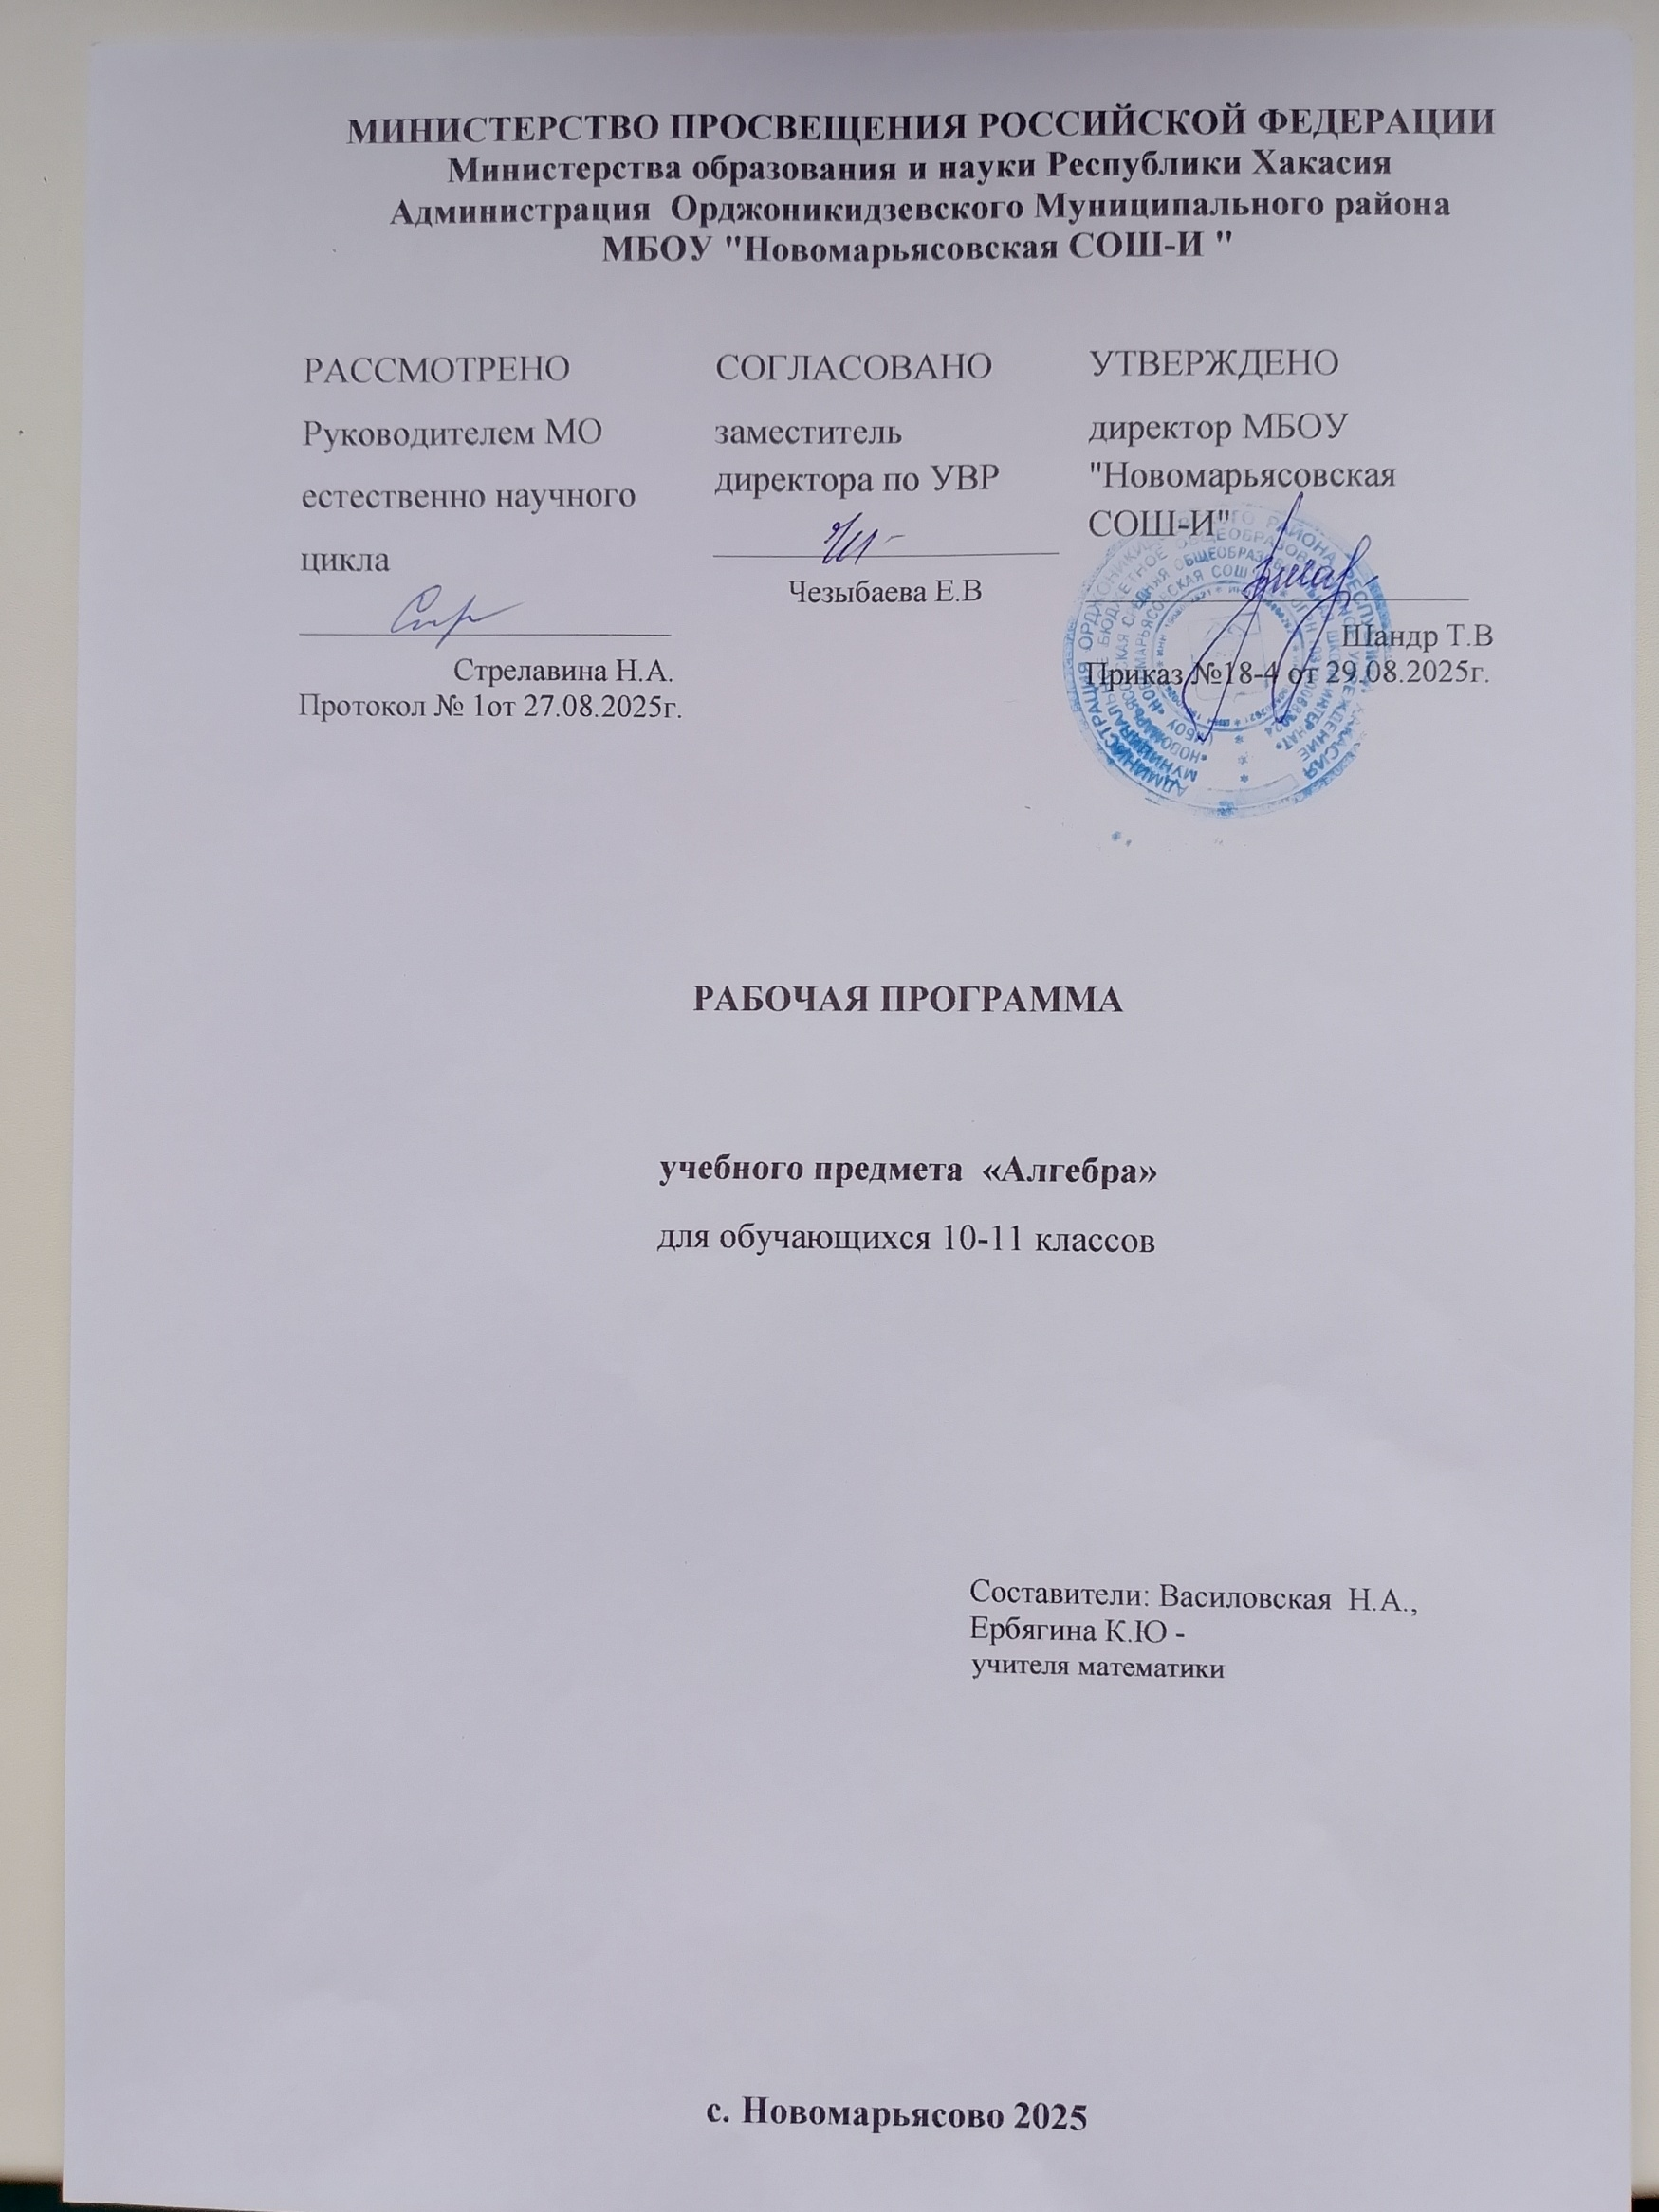 МИНИСТЕРСТВО ПРОСВЕЩЕНИЯ РОССИЙСКОЙ ФЕДЕРАЦИИ
Министерства образования и науки Республики Хакасия
Администрация Орджоникидзевского Муниципального района
МБОУ "Новомарьясовская СОШ-И "
РАССМОТРЕНО
Руководителем МО
естественно научного
цикла
Стрелавина Н.А.
Протокол № 1от 27.08.2025г.
СОГЛАСОВАНО
заместитель
директора по УВР
Чезыбаева Е.В
УТВЕРЖДЕНО
директор МБОУ
"Новомарьясовская
СОШ-И"
Шандр Т.В
Приказ №18-4 от 29.08.2025г.
РАБОЧАЯ ПРОГРАММА
учебного предмета «Алгебра»
для обучающихся 10-11 классов
Составители: Василовская Н.А.,
Ербягина К.Ю -
учителя математики
с. Новомарьясово 2025